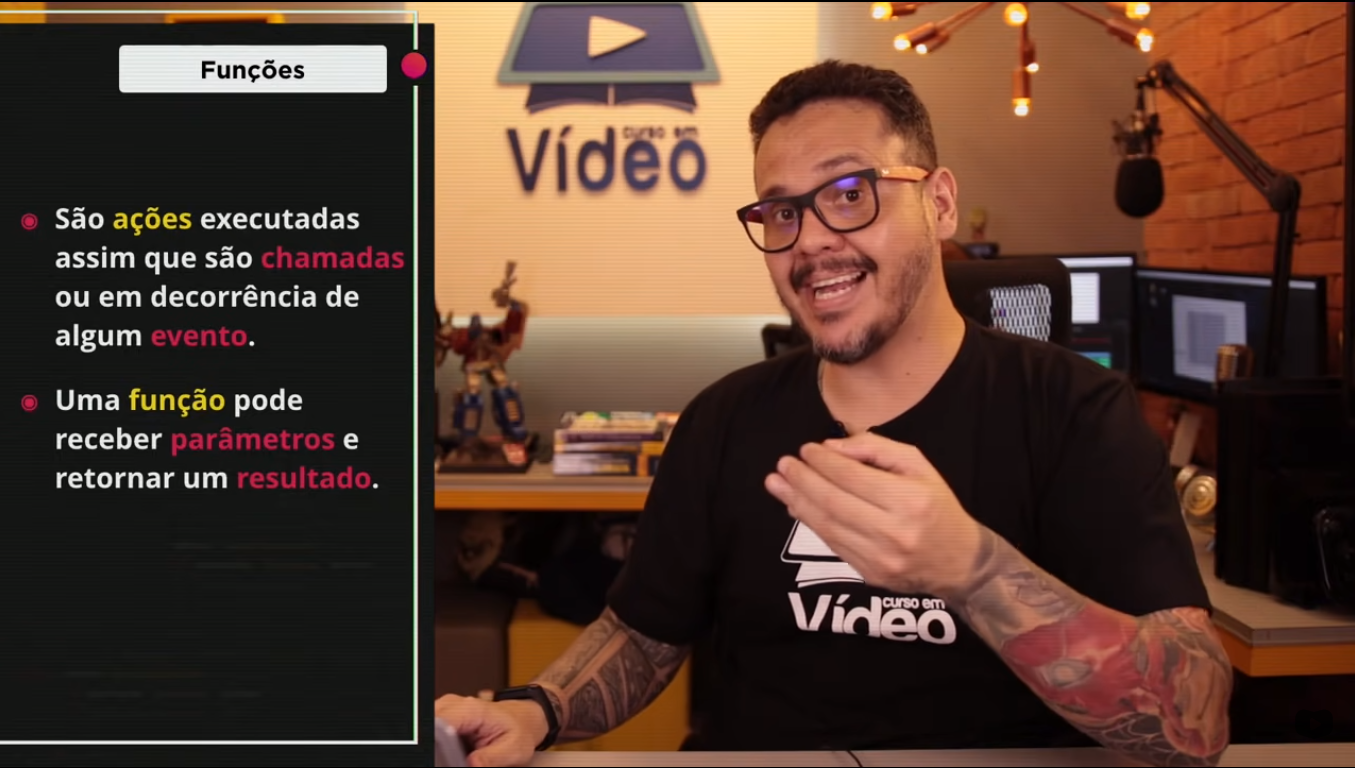 Funções
São ações executadas
assim que são chamadas
ou em decorrência de
algum evento.
Uma função pode
receber parâmetros e
retornar um resultado.
curso em
Vídeo
curso em
Vídeo